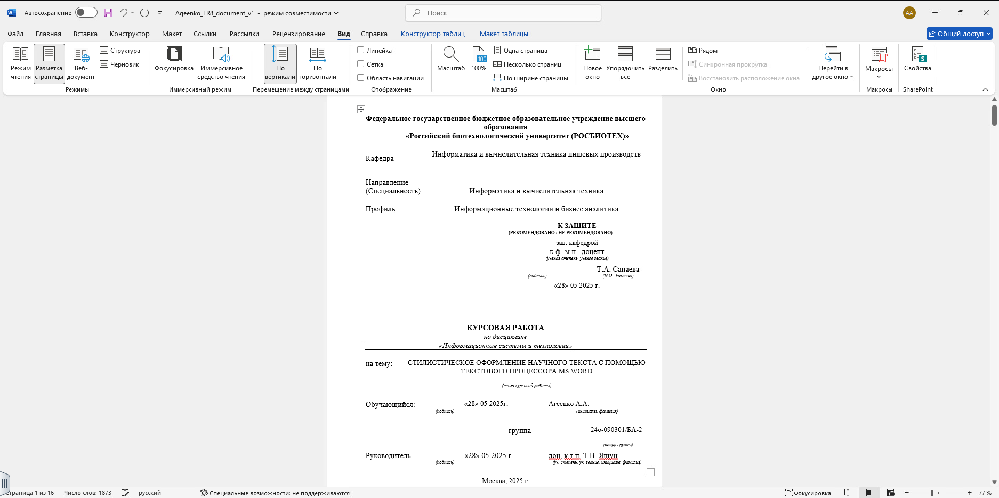 Автосохранение
Ageenko_LR8_document_v1 - режим совместимости
Поиск
АА
Файл Главная Вставка Конструктор Макет Ссылки Рассылки Рецензирование Вид Справка Конструктор таблиц Макет таблицы
Общий доступ
Режим чтения
Разметка страницы
Веб-документ
Структура
Черновик
Режимы
Фокусировка
Иммерсивное средство чтения
Иммерсивный режим
По вертикали
По горизонтали
Перемещение между страницами
Линейка
Сетка
Область навигации
Отображение
Масштаб
100
100%
Одна страница
Несколько страниц
По ширине страницы
Масштаб
Новое окно
Упорядочить все
Разделить
Рядом
Синхронная прокрутка
Восстановить расположение окна
Перейти в другое окно
Окно
Макросы
Макросы
S
Свойства
SharePoint
Федеральное государственное бюджетное образовательное учреждение высшего
образования
«Российский биотехнологический университет (РОСБИОТЕХ)»
Кафедра Информатика и вычислительная техника пищевых производств
Направление
(Специальность) Информатика и вычислительная техника
Профиль Информационные технологии и бизнес аналитика
К ЗАЩИТЕ
(РЕКОМЕНДОВАНО / НЕ РЕКОМЕНДОВАНО)
зав. кафедрой
к.ф.-м.н., доцент
(ученая степень, ученое звание)
Т.А. Санаева
(подпись) (И.О. Фамилия)
«28» 05 2025 г.
КУРСОВАЯ РАБОТА
по дисциплине
«Информационные системы и технологии»
на тему: СТИЛИСТИЧЕСКОЕ ОФОРМЛЕНИЕ НАУЧНОГО ТЕКСТА С ПОМОЩЬЮ
ТЕКСТОВОГО ПРОЦЕССОРА MS WORD
(тема курсовой работы)
Обучающийся: «28» 05 2025г. Агеенко А.А.
(подпись) (инициалы, фамилия)
группа 24о-090301/БА-2
(шифр группы)
Руководитель «28» 05 2025 г. доц. к.т.н. Т.В. Яшун
(подпись) (уч. степень, уч. звание, инициалы, фамилия)
Москва, 2025 г.
страница 1 из 16 Число слов: 1873 русский Специальные возможности: не поддерживаются Фокусировка 77 %